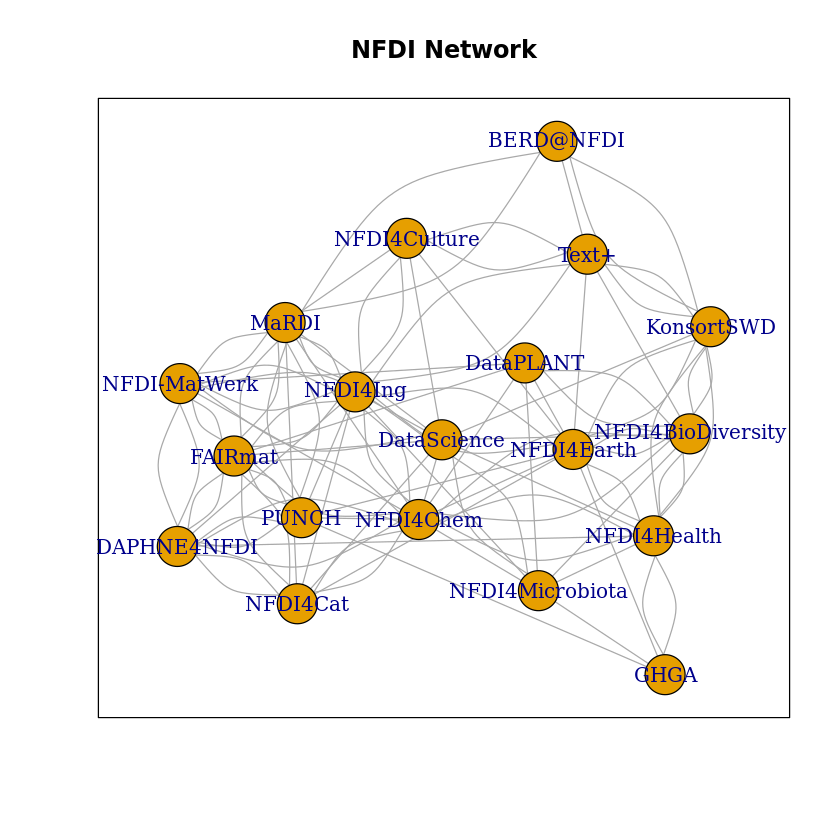 NFDI Network
BERD@NFDI
NFDI4Culture
Text+
MaRDI
KonsortSWD
DataPLANT
NFDI-MatWerk
NFDI4Ing
NFDI4BioDiversity
DataScience
NFDI4Earth
FAIRmat
PUNCH
NFDI4Chem
NFDI4Health
DAPHNE4NFDI
NFDI4Microbiota
NFDI4Cat
GHGA